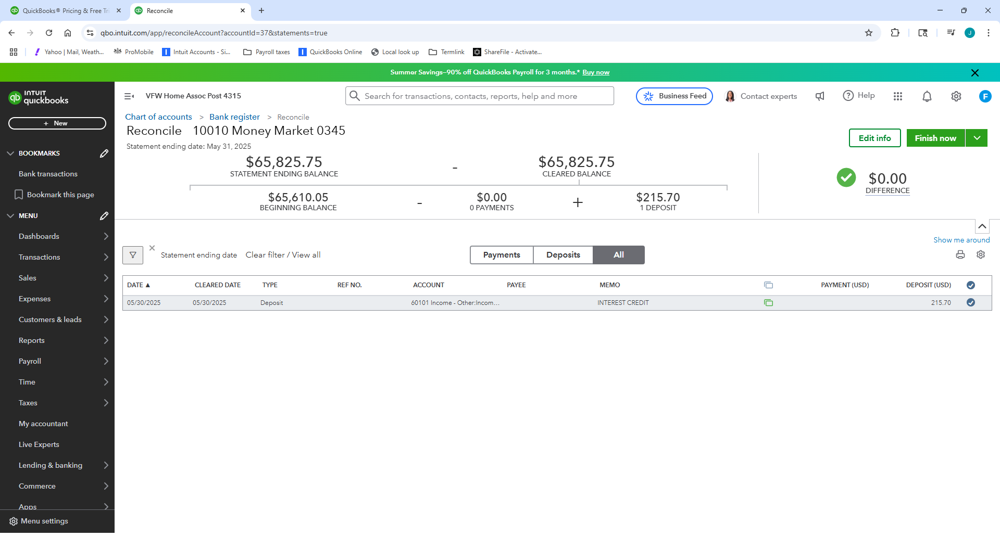 QuickBooks® Pricing & Free Tri
Reconcile
qbo.intuit.com/app/reconcileAccount?accountId=37&statements=true
J
Yahoo | Mail, Weath...
ProMobile
Intuit Accounts - Si...
Payroll taxes
QuickBooks Online
Local look up
Termlink
ShareFile - Activate...
Summer Savings—90% off QuickBooks Payroll for 3 months.* Buy now
INTUIT
quickbooks
VFW Home Assoc Post 4315
Search for transactions, contacts, reports, help and more
Business Feed
Contact experts
Help
F
+ New
Chart of accounts > Bank register > Reconcile
Reconcile 10010 Money Market 0345
Statement ending date: May 31, 2025
Edit info
Finish now
BOOKMARKS
Bank transactions
Bookmark this page
MENU
Dashboards
Transactions
Sales
Expenses
Customers & leads
Reports
Payroll
Time
Taxes
My accountant
Live Experts
Lending & banking
Commerce
Apps
Menu settings
$65,825.75 - $65,825.75
STATEMENT ENDING BALANCE CLEARED BALANCE
$65,610.05 - $0.00 + $215.70
BEGINNING BALANCE 0 PAYMENTS 1 DEPOSIT
$0.00
DIFFERENCE
Show me around
Statement ending date Clear filter / View all
Payments Deposits All
DATE ▲ CLEARED DATE TYPE REF NO. ACCOUNT PAYEE MEMO PAYMENT (USD) DEPOSIT (USD)
05/30/2025 05/30/2025 Deposit 60101 Income - Other:Incom... INTEREST CREDIT 215.70